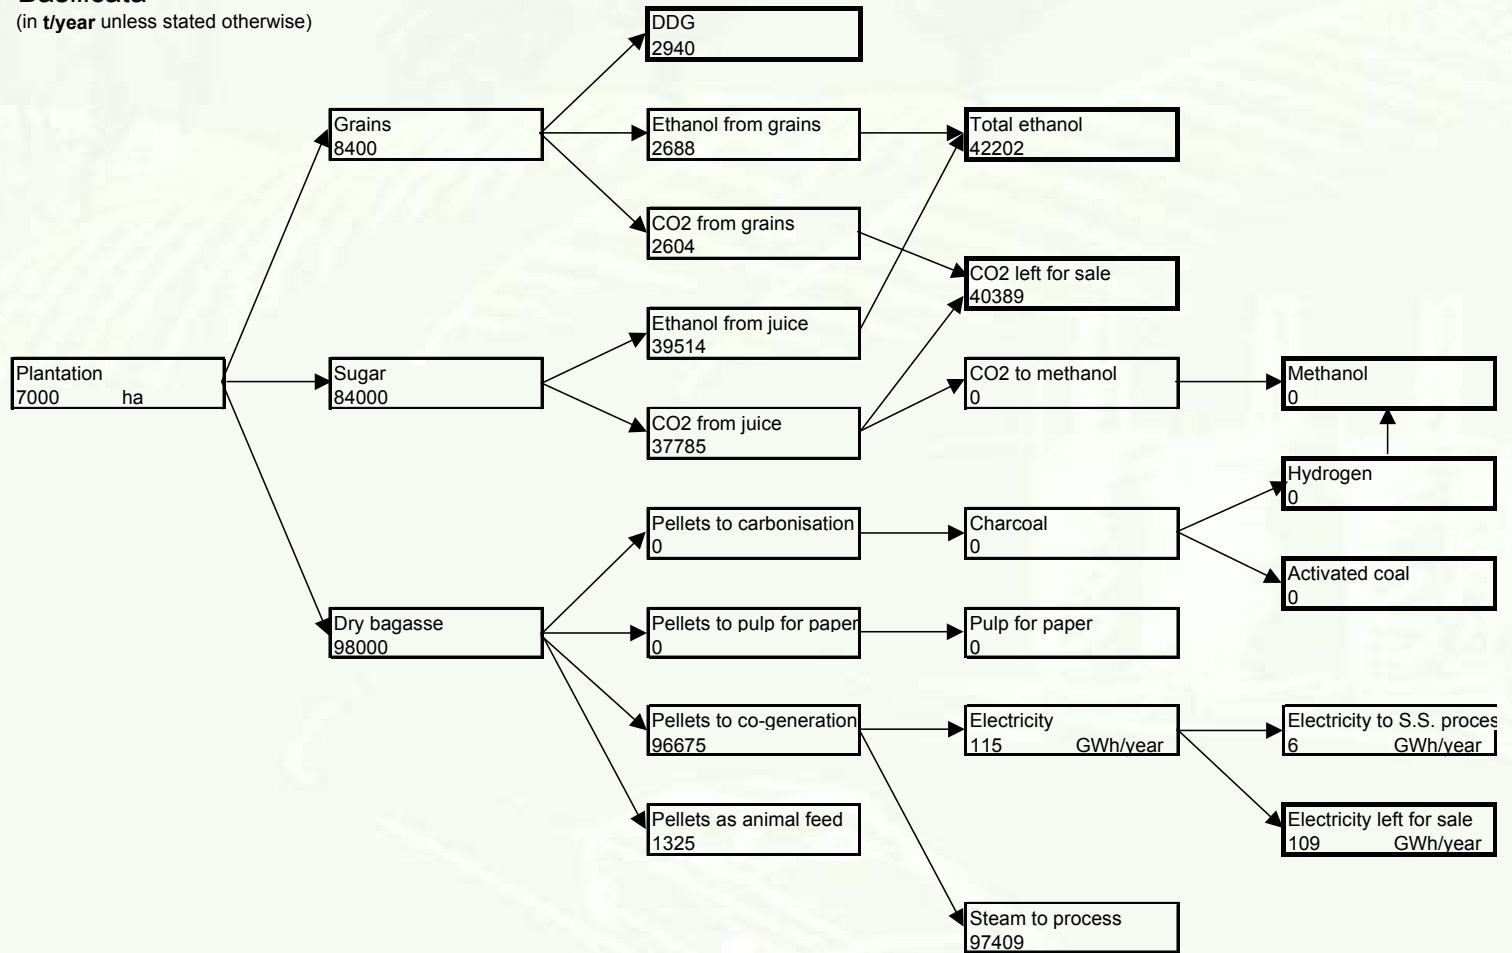 Basilicata
(in t/year unless stated otherwise)
DDG
2940
Grains
8400
Ethanol from grains
2688
Total ethanol
42202
CO2 from grains
2604
CO2 left for sale
40389
Ethanol from juice
39514
Plantation
7000 ha
Sugar
84000
CO2 to methanol
0
Methanol
0
CO2 from juice
37785
Hydrogen
0
Pellets to carbonisation
0
Charcoal
0
Activated coal
0
Dry bagasse
98000
Pellets to pulp for paper
0
Pulp for paper
0
Pellets to co-generation
96675
Electricity
115 GWh/year
Electricity to S.S. proces
6 GWh/year
Pellets as animal feed
1325
Electricity left for sale
109 GWh/year
Steam to process
97409